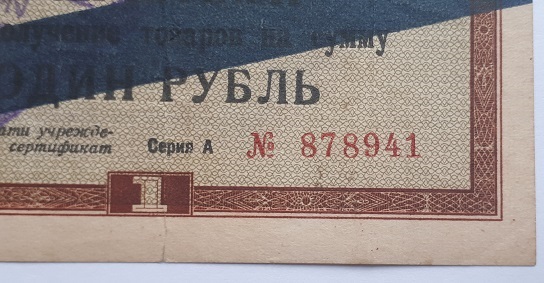 получение товаров на сумму
ОДИН РУБЛЬ
сертификат Серия А № 878941
1